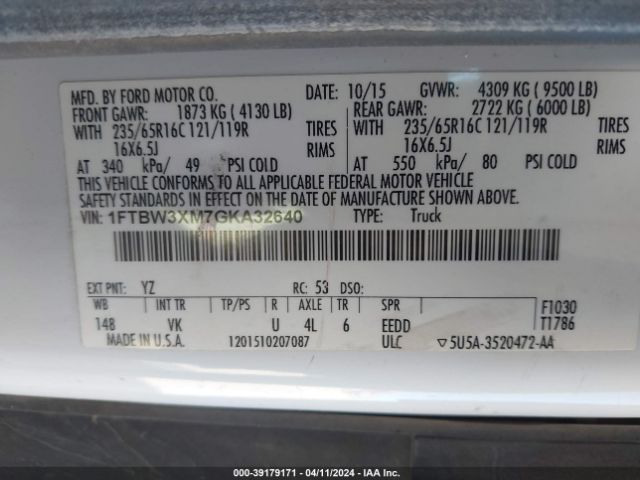 MFD. BY FORD MOTOR CO. DATE: 10/15 GVWR: 4309 KG ( 9500 LB)
FRONT GAWR: 1873 KG ( 4130 LB) REAR GAWR: 2722 KG ( 6000 LB)
WITH 235/65R16C 121/119R TIRES WITH 235/65R16C 121/119R TIRES
16X6.5J RIMS 16X6.5J RIMS
AT 340 kPa/ 49 PSI COLD AT 550 kPa/ 80 PSI COLD
THIS VEHICLE CONFORMS TO ALL APPLICABLE FEDERAL MOTOR VEHICLE
SAFETY STANDARDS IN EFFECT ON THE DATE OF MANUFACTURE SHOWN ABOVE.
VIN: 1FTBW3XM7GKA32640 TYPE: Truck
EXT PNT: YZ RC: 53 DSO:
WB INT TR TP/PS R AXLE TR SPR F1030
148 VK U 4L 6 EEDD T1786
MADE IN U.S.A. 1201510207087 ULC ▽5U5A-3520472-AA
000-39179171 - 04/11/2024 - IAA Inc.